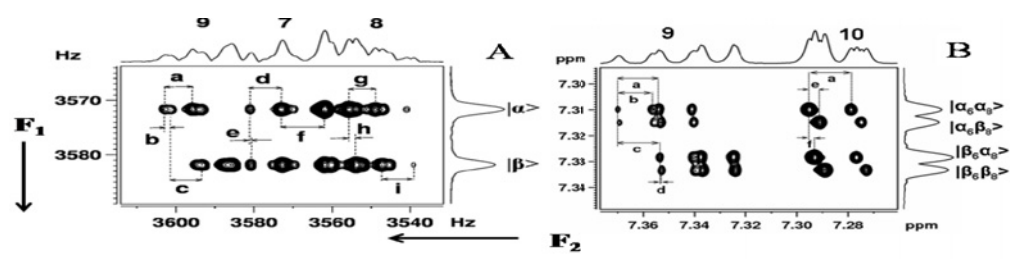 9 7 8
A
Hz
a d g
3570
|α>
F1
b e f h
3580
|β>
c i
3600 3580 3560 3540 Hz
F2
9 10
B
ppm
7.30
a a
b e
7.31
|α6α8>
7.32
|α6β8>
c f
7.33
|β6α8>
d
|β6β8>
7.34
7.36 7.34 7.30 7.28 ppm